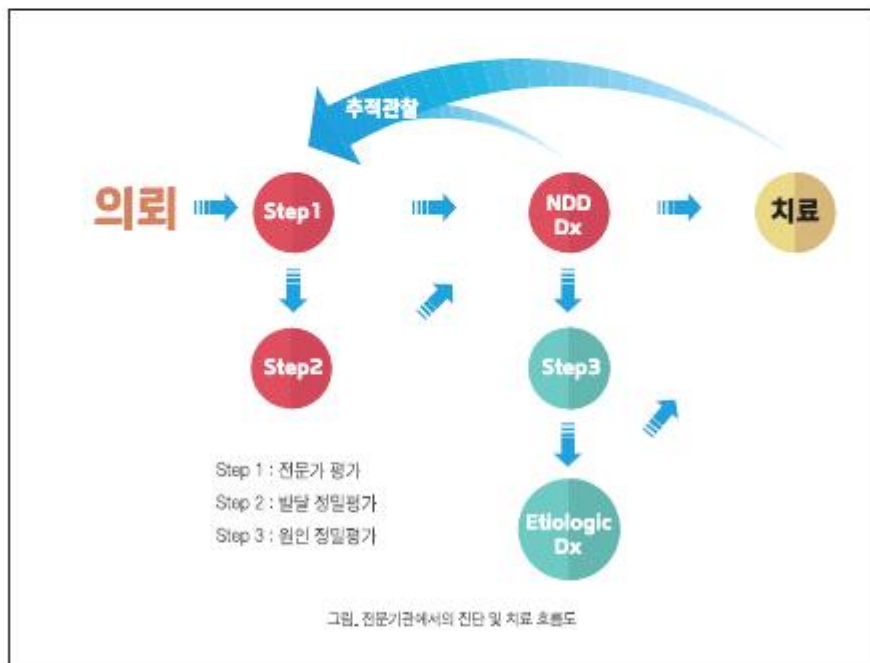 추적관찰
의뢰
Step1
NDD
Dx
치료
Step2
Step3
Step 1 : 전문가 평가
Step 2 : 발달 정밀평가
Step 3 : 원인 정밀평가
Etiologic
Dx
그림. 전문기관에서의 진단 및 치료 흐름도